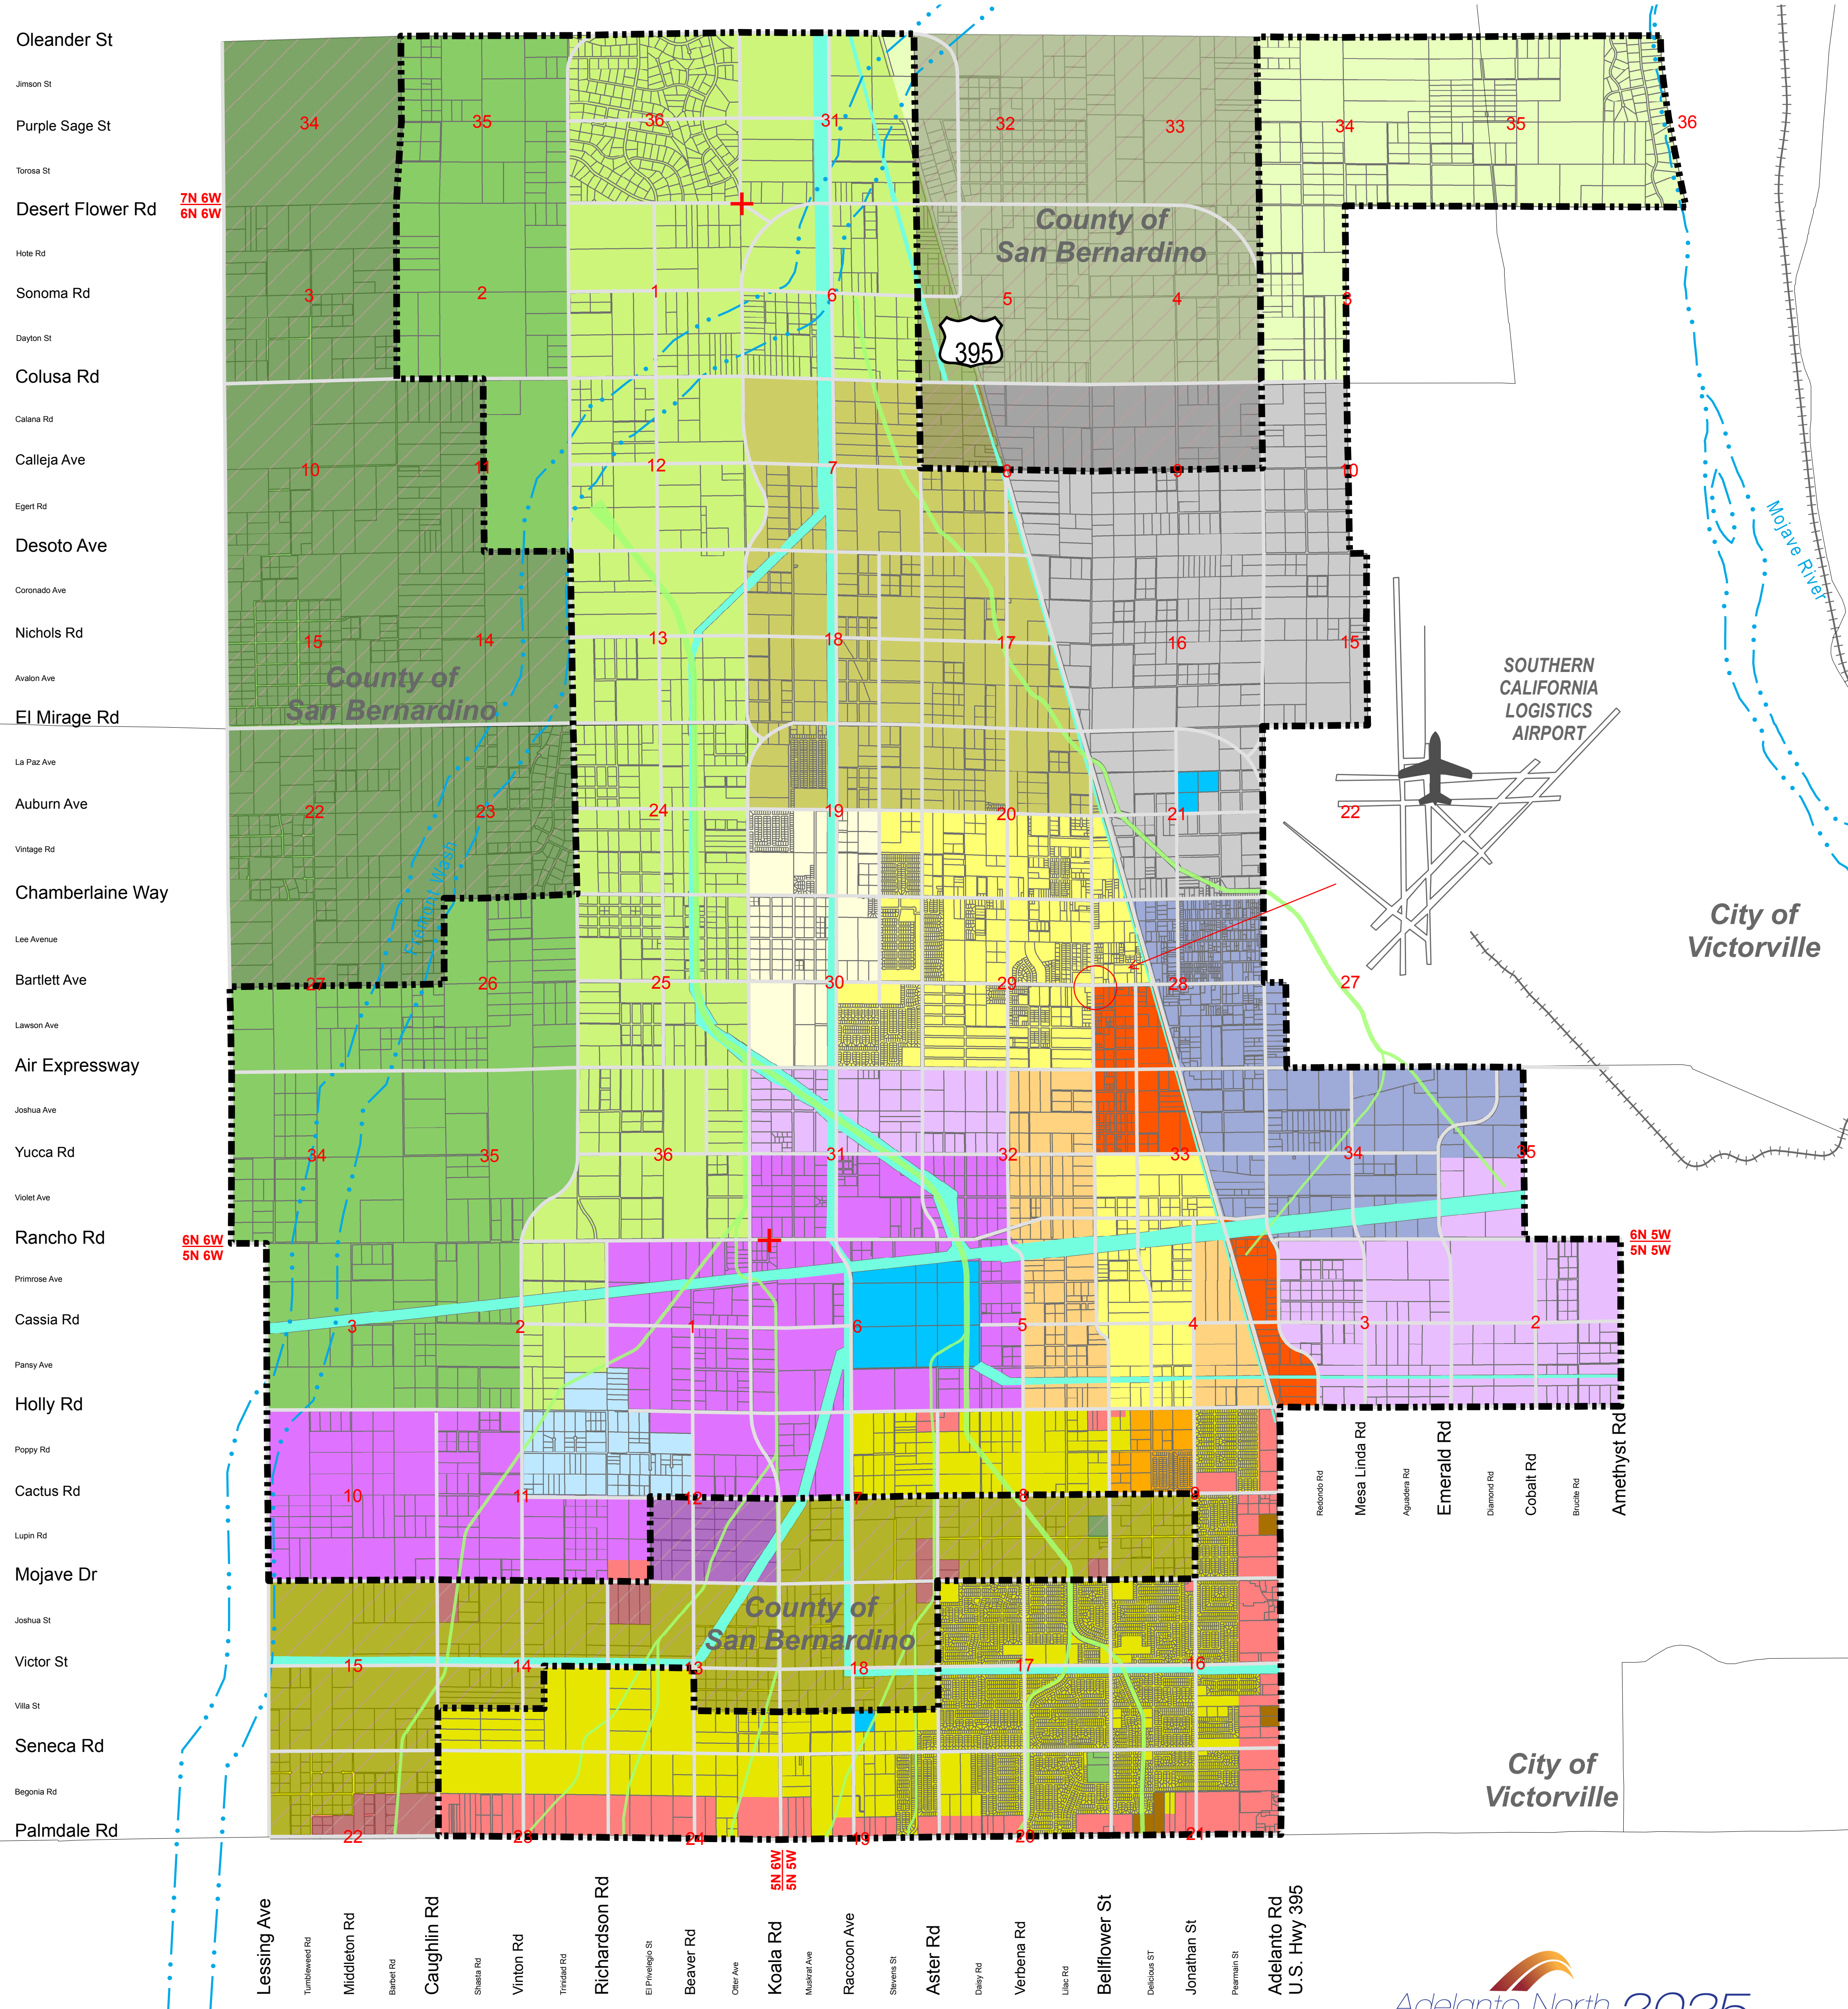 Oleander St
Jimson St
Purple Sage St
Torosa St
Desert Flower Rd
Hote Rd
Sonoma Rd
Dayton St
Colusa Rd
Calana Rd
Calleja Ave
Egert Rd
Desoto Ave
Coronado Ave
Nichols Rd
Avalon Ave
El Mirage Rd
La Paz Ave
Auburn Ave
Vintage Rd
Chamberlaine Way
Lee Avenue
Bartlett Ave
Lawson Ave
Air Expressway
Joshua Ave
Yucca Rd
Violet Ave
Rancho Rd
Primrose Ave
Cassia Rd
Pansy Ave
Holly Rd
Poppy Rd
Cactus Rd
Lupin Rd
Mojave Dr
Joshua St
Victor St
Villa St
Seneca Rd
Begonia Rd
Palmdale Rd
7N 6W
6N 6W
6N 6W
5N 6W
6N 5W
5N 5W
5N 6W
5N 5W
34 35 36 31 32 33 34 35 36
3 2 1 6 5 4 3
10 11 12 7 8 9 10
15 14 13 18 17 16 15
22 23 24 19 20 21 22
27 26 25 30 29 28 27
34 35 36 31 32 33 34 35
3 2 1 6 5 4 3 2
10 11 12 7 8 9
15 14 13 18 17 16
22 23 24 19 20 21
County of
San Bernardino
395
County of
San Bernardino
County of
San Bernardino
Fremont Wash
Mojave River
SOUTHERN
CALIFORNIA
LOGISTICS
AIRPORT
City of
Victorville
City of
Victorville
Redondo Rd
Mesa Linda Rd
Aguadera Rd
Emerald Rd
Diamond Rd
Cobalt Rd
Brucite Rd
Amethyst Rd
Lessing Ave
Tumbleweed Rd
Middleton Rd
Barbet Rd
Caughlin Rd
Shasta Rd
Vinton Rd
Trinidad Rd
Richardson Rd
El Privelegio St
Beaver Rd
Otter Ave
Koala Rd
Muskrat Ave
Raccoon Ave
Stevens St
Aster Rd
Daisy Rd
Verbena Rd
Lilac Rd
Bellflower St
Delicious ST
Jonathan St
Pearmain St
Adelanto Rd
U.S. Hwy 395
Adelanto North 2025